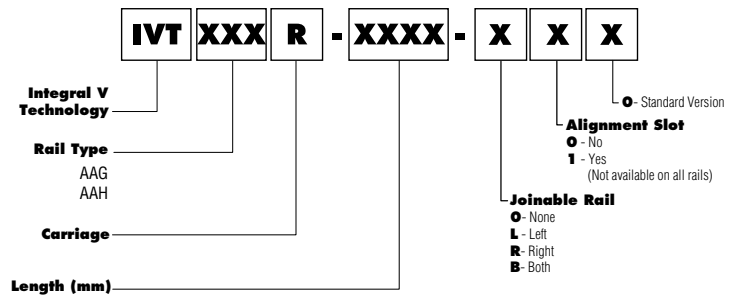 IVT XXX R - XXXX - X X X
Integral V
Technology
Rail Type
AAG
AAH
Carriage
Length (mm)
O- Standard Version
Alignment Slot
O - No
1 - Yes
(Not available on all rails)
Joinable Rail
O- None
L - Left
R- Right
B- Both